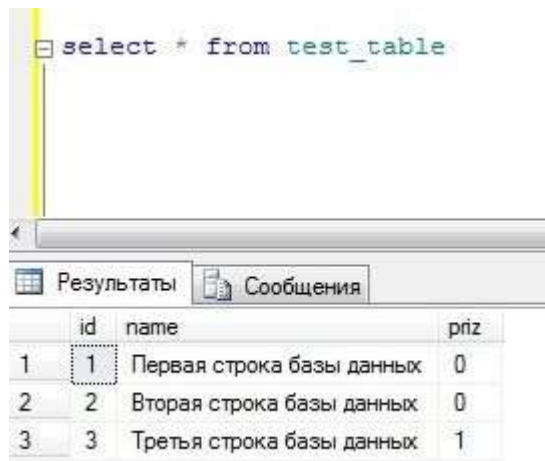 select * from test_table
Результаты Сообщения
id name priz
1 1 Первая строка базы данных 0
2 2 Вторая строка базы данных 0
3 3 Третья строка базы данных 1